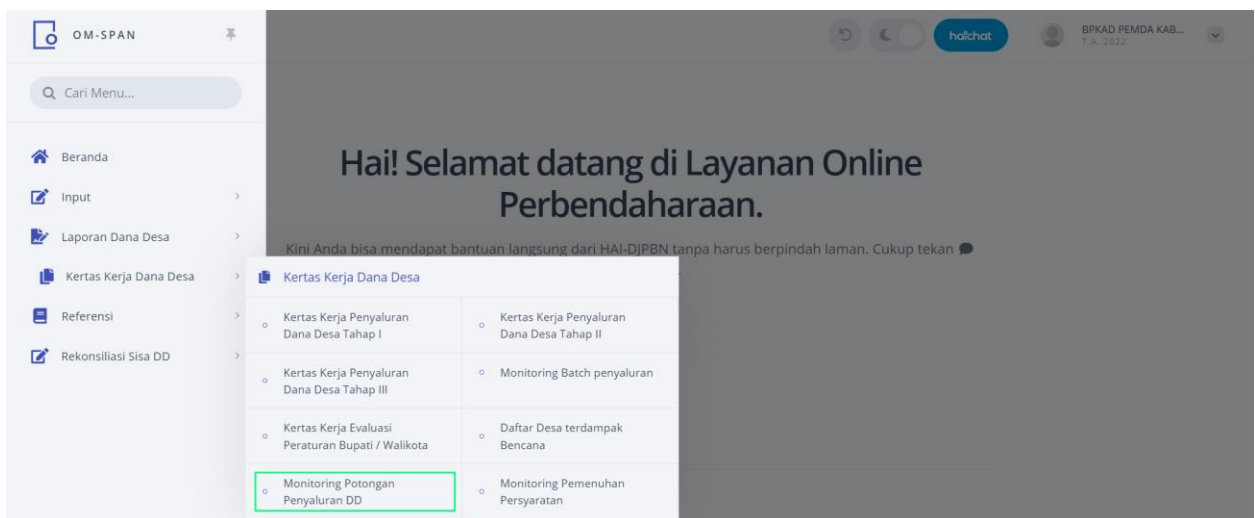 OM-SPAN
haîchat
BPKAD PEMDA KAB...
T.A. 2022
Cari Menu...
Beranda
Input
Laporan Dana Desa
Kertas Kerja Dana Desa
Referensi
Rekonsiliasi Sisa DD
Hai! Selamat datang di Layanan Online
Perbendaharaan.
Kini Anda bisa mendapat bantuan langsung dari HAI-DJPBN tanpa harus berpindah laman. Cukup tekan
Kertas Kerja Dana Desa
Kertas Kerja Penyaluran
Dana Desa Tahap I
Kertas Kerja Penyaluran
Dana Desa Tahap II
Kertas Kerja Penyaluran
Dana Desa Tahap III
Monitoring Batch penyaluran
Kertas Kerja Evaluasi
Peraturan Bupati / Walikota
Daftar Desa terdampak
Bencana
Monitoring Potongan
Penyaluran DD
Monitoring Pemenuhan
Persyaratan